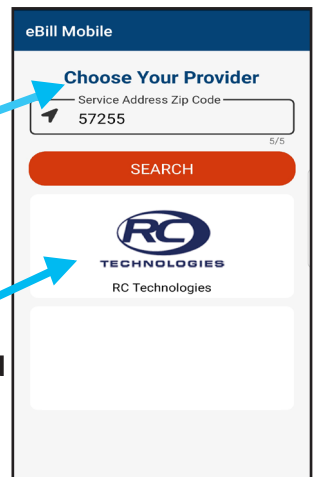 eBill Mobile
Choose Your Provider
Service Address Zip Code
57255
5/5
SEARCH
RC
TECHNOLOGIES
RC Technologies